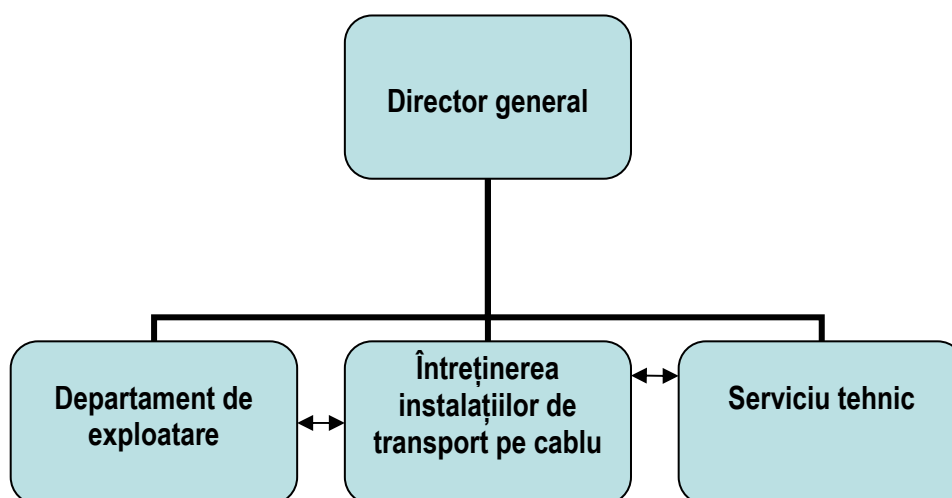 Director general
Departament de
exploatare
Întreținerea
instalațiilor de
transport pe cablu
Serviciu tehnic